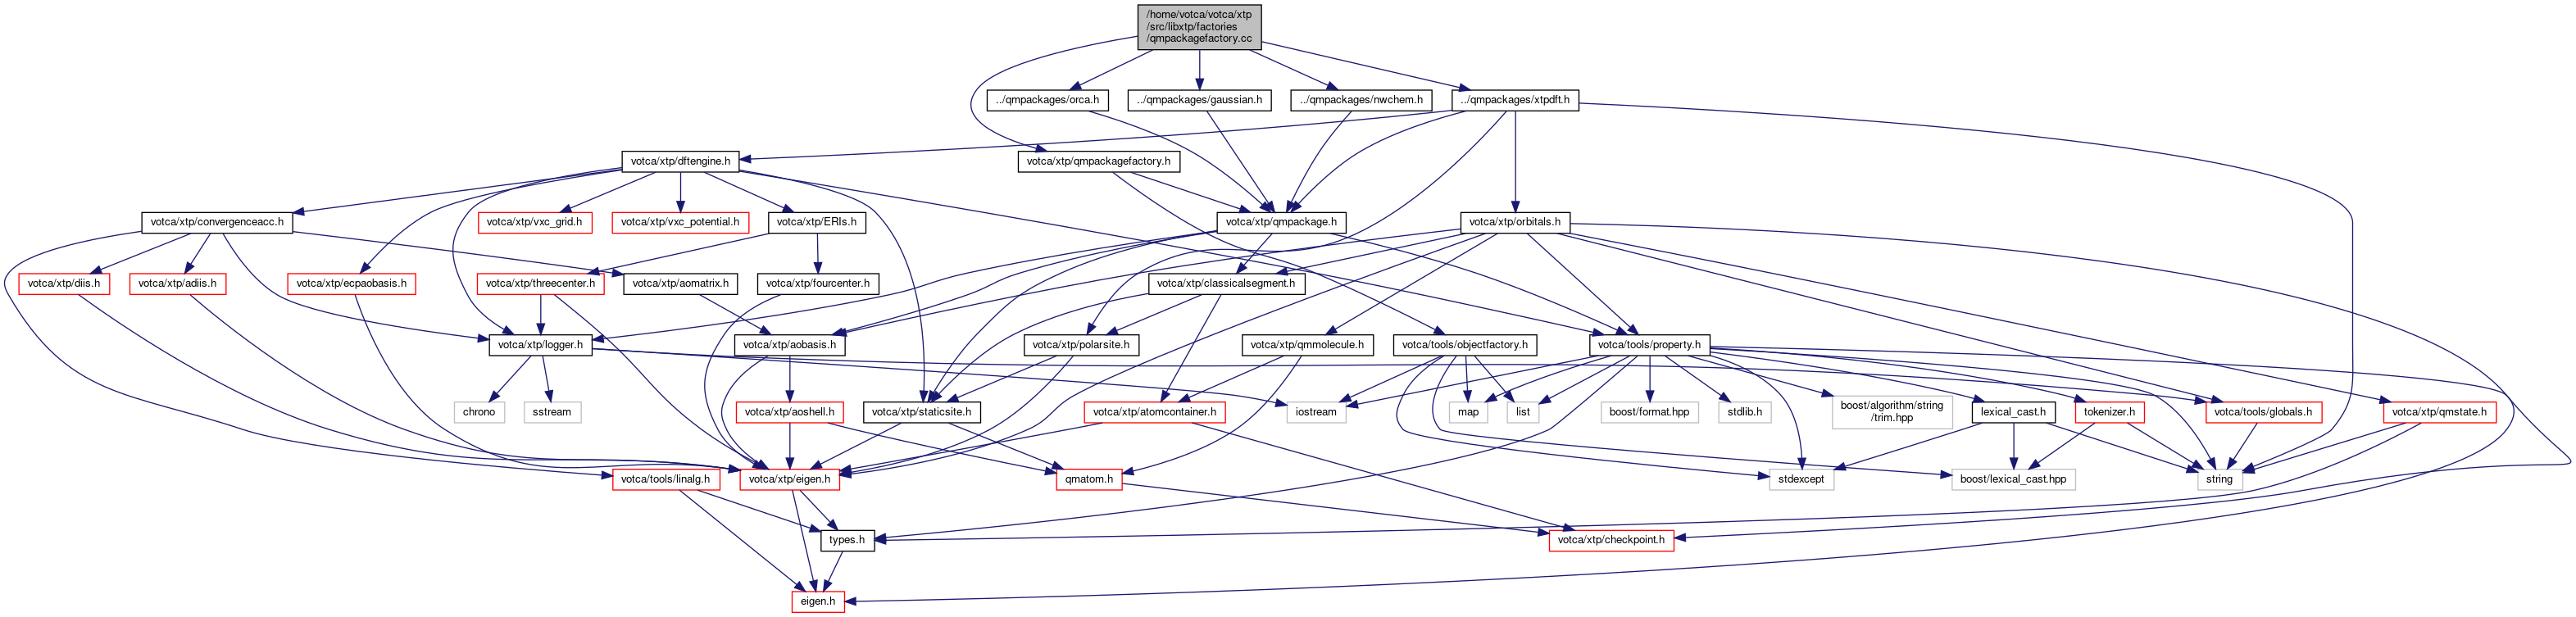 /home/votca/votca/xtp
/src/libxtp/factories
/qmpackagefactory.cc
../qmpackages/orca.h
../qmpackages/gaussian.h
../qmpackages/nwchem.h
../qmpackages/xtpdft.h
votca/xtp/dftengine.h
votca/xtp/qmpackagefactory.h
votca/xtp/convergenceacc.h
votca/xtp/vxc_grid.h
votca/xtp/vxc_potential.h
votca/xtp/ERIs.h
votca/xtp/qmpackage.h
votca/xtp/orbitals.h
votca/xtp/diis.h
votca/xtp/adiis.h
votca/xtp/ecpaobasis.h
votca/xtp/threecenter.h
votca/xtp/aomatrix.h
votca/xtp/fourcenter.h
votca/xtp/classicalsegment.h
votca/xtp/logger.h
votca/xtp/aobasis.h
votca/xtp/polarsite.h
votca/xtp/qmmolecule.h
votca/tools/objectfactory.h
votca/tools/property.h
chrono
sstream
votca/xtp/aoshell.h
votca/xtp/staticsite.h
votca/xtp/atomcontainer.h
iostream
map
list
boost/format.hpp
stdlib.h
boost/algorithm/string
/trim.hpp
lexical_cast.h
tokenizer.h
votca/tools/globals.h
votca/xtp/qmstate.h
votca/tools/linalg.h
votca/xtp/eigen.h
qmatom.h
stdexcept
boost/lexical_cast.hpp
string
types.h
votca/xtp/checkpoint.h
eigen.h